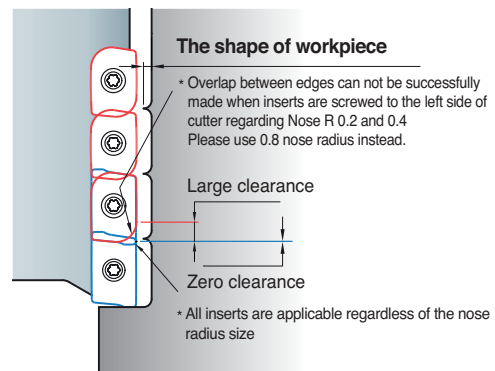 The shape of workpiece
* Overlap between edges can not be successfully
made when inserts are screwed to the left side of
cutter regarding Nose R 0.2 and 0.4
Please use 0.8 nose radius instead.
Large clearance
Zero clearance
* All inserts are applicable regardless of the nose
radius size